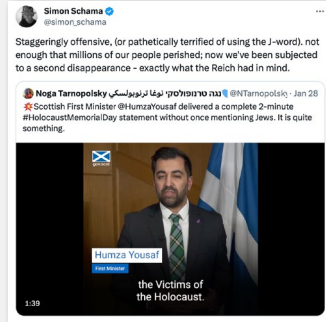 Simon Schama
@simon_schama
Staggeringly offensive, (or pathetically terrified of using the J-word). not
enough that millions of our people perished; now we've been subjected
to a second disappearance - exactly what the Reich had in mind.
Noga Tarnopolsky נגה טרנופולסקי نوغا ترنوبولسكي @NTarnopolsky · Jan 28
Scottish First Minister @HumzaYousaf delivered a complete 2-minute
#HolocaustMemorialDay statement without once mentioning Jews. It is quite
something.
Humza Yousaf
First Minister
the Victims of
the Holocaust.
1:39